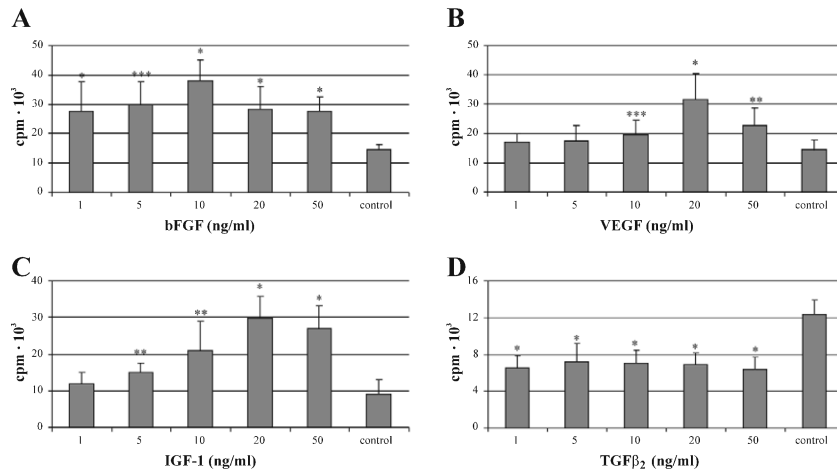 A
50
40
30
20
10
0
cpm · 10³
* *** * * *
1 5 10 20 50 control
bFGF (ng/ml)
B
50
40
30
20
10
0
cpm · 10³
*** * **
1 5 10 20 50 control
VEGF (ng/ml)
C
40
30
20
10
0
cpm · 10³
** ** * *
1 5 10 20 50 control
IGF-1 (ng/ml)
D
16
12
8
4
0
cpm · 10³
* * * * *
1 5 10 20 50 control
TGFβ₂ (ng/ml)